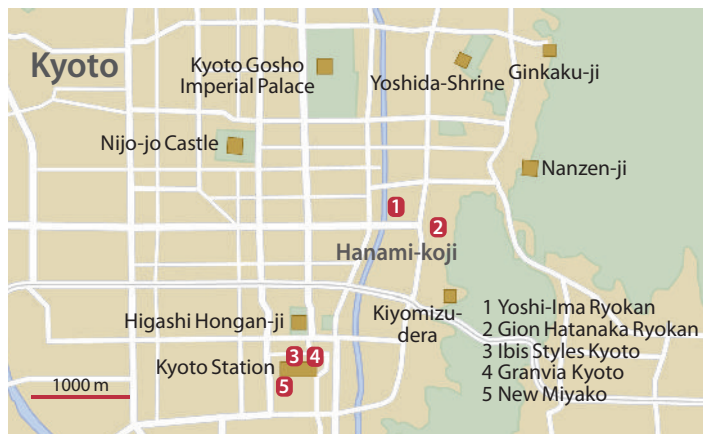 Kyoto
Kyoto Gosho
Imperial Palace
Yoshida-Shrine
Ginkaku-ji
Nijo-jo Castle
Nanzen-ji
1
2
Hanami-koji
Kiyomizu-
dera
Higashi Hongan-ji
3
4
Kyoto Station
5
1000 m
1 Yoshi-Ima Ryokan
2 Gion Hatanaka Ryokan
3 Ibis Styles Kyoto
4 Granvia Kyoto
5 New Miyako